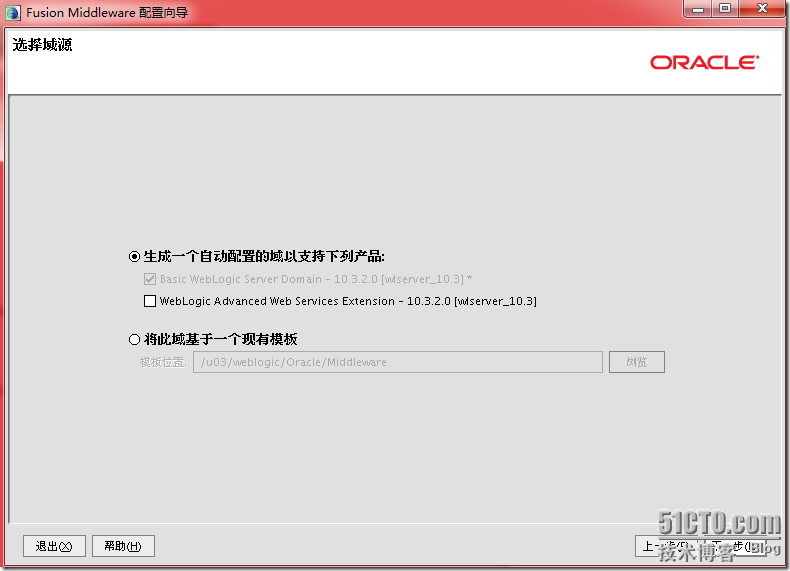 Fusion Middleware 配置向导
选择域源
ORACLE
生成一个自动配置的域以支持下列产品:
Basic WebLogic Server Domain - 10.3.2.0 [wlserver_10.3] *
WebLogic Advanced Web Services Extension - 10.3.2.0 [wlserver_10.3]
将此域基于一个现有模板
模板位置: /u03/weblogic/Oracle/Middleware 浏览
51CTO.com
退出(X) 帮助(H) 上一步(P) 下一步(N)
技术博客 Blog